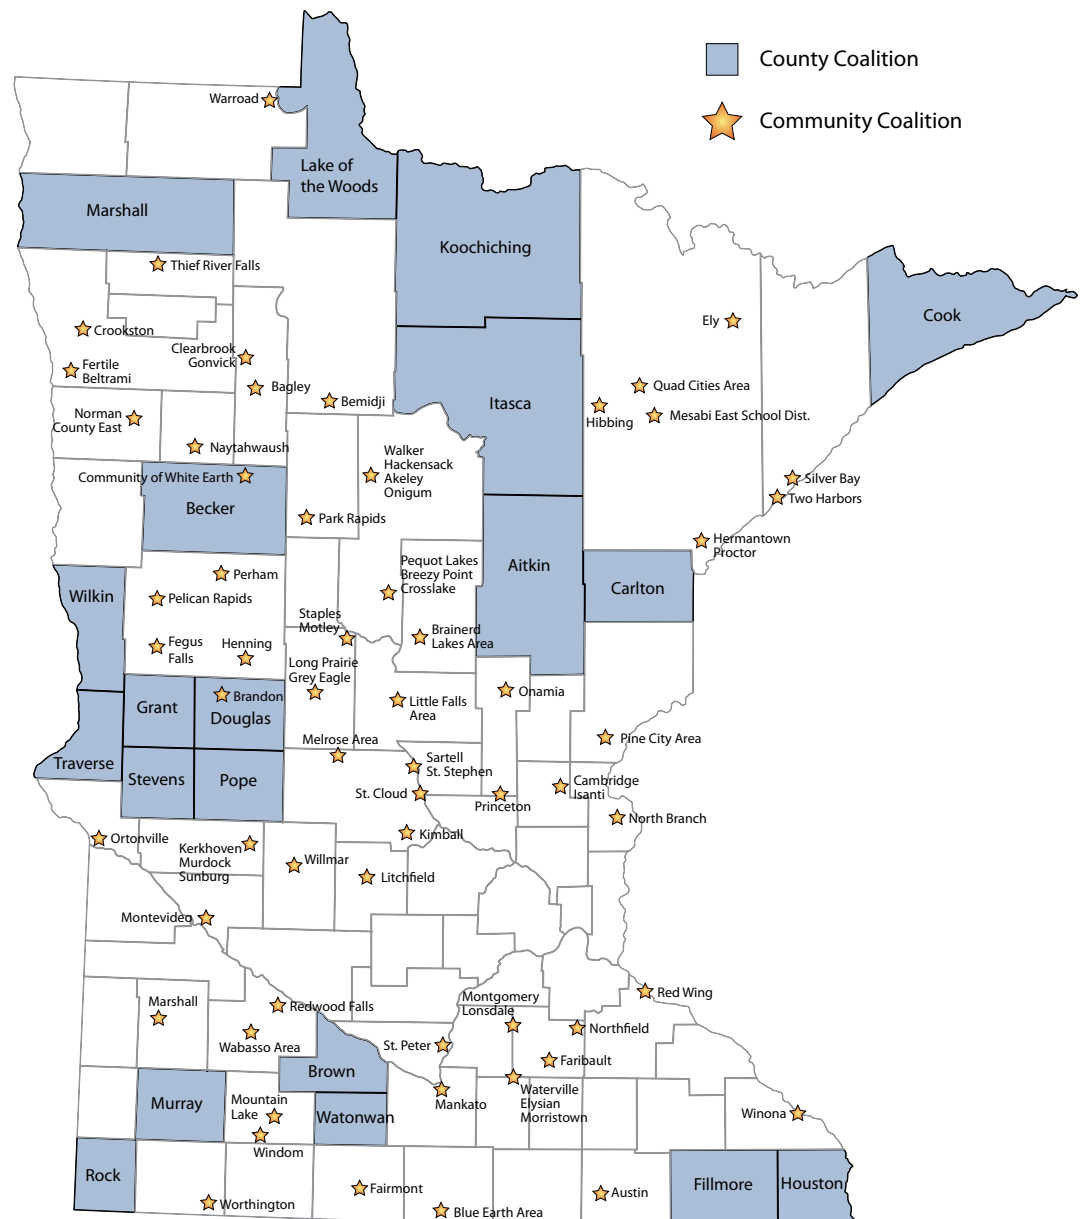 County Coalition
Community Coalition
Warroad
Lake of
the Woods
Marshall
Koochiching
Thief River Falls
Cook
Ely
Crookston
Clearbrook
Gonvick
Fertile
Beltrami
Bagley
Bemidji
Quad Cities Area
Itasca
Hibbing
Mesabi East School Dist.
Norman
County East
Naytahwaush
Walker
Hackensack
Akeley
Onigum
Community of White Earth
Silver Bay
Two Harbors
Becker
Park Rapids
Hermantown
Proctor
Pequot Lakes
Breezy Point
Crosslake
Aitkin
Carlton
Perham
Wilkin
Pelican Rapids
Staples
Motley
Brainerd
Lakes Area
Fegus
Falls
Henning
Long Prairie
Grey Eagle
Onamia
Brandon
Grant
Douglas
Little Falls
Area
Melrose Area
Pine City Area
Traverse
Stevens
Pope
Sartell
St. Stephen
St. Cloud
Princeton
Cambridge
Isanti
North Branch
Ortonville
Kimball
Kerkhoven
Murdock
Sunburg
Willmar
Litchfield
Montevideo
Red Wing
Marshall
Redwood Falls
Montgomery
Lonsdale
Northfield
Wabasso Area
St. Peter
Faribault
Brown
Mankato
Waterville
Elysian
Morristown
Murray
Mountain
Lake
Watonwan
Winona
Windom
Rock
Worthington
Fairmont
Blue Earth Area
Austin
Fillmore
Houston